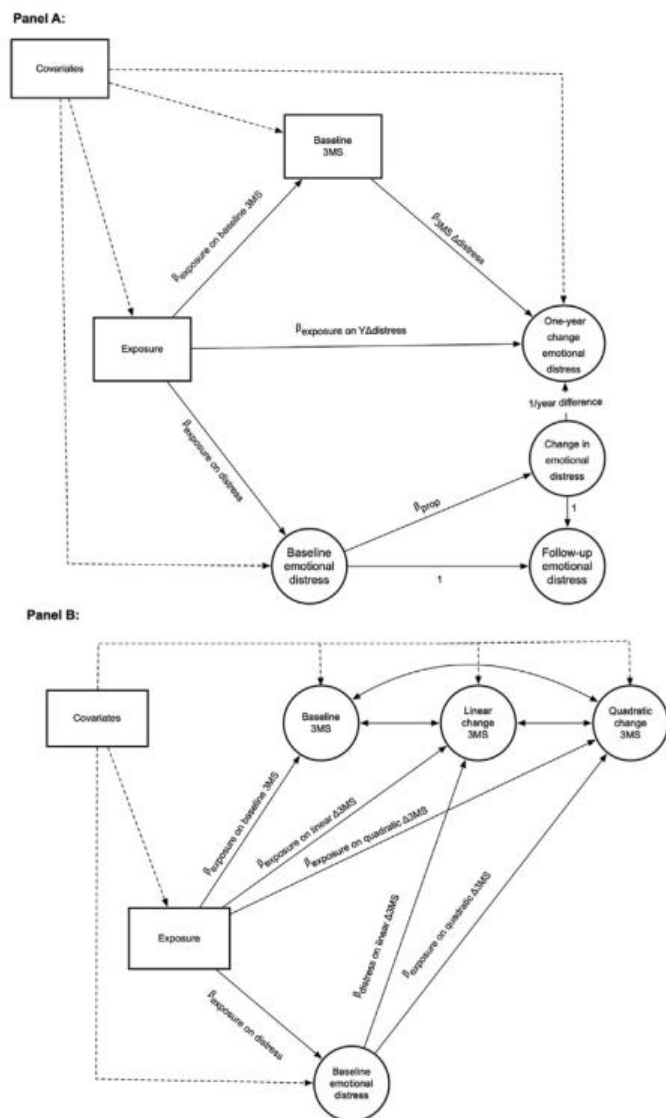 Panel A:
Covariates
Baseline
3MS
βexposure on baseline 3MS
β3MS Δdistress
Exposure
βexposure on YΔdistress
One-year
change
emotional
distress
1/year difference
βexposure on distress
Change in
emotional
distress
βprop
1
Baseline
emotional
distress
1
Follow-up
emotional
distress
Panel B:
Covariates
Baseline
3MS
Linear
change
3MS
Quadratic
change
3MS
βexposure on baseline 3MS
βexposure on linear Δ3MS
βexposure on quadratic Δ3MS
Exposure
βdistress on linear Δ3MS
βexposure on quadratic Δ3MS
βexposure on distress
Baseline
emotional
distress